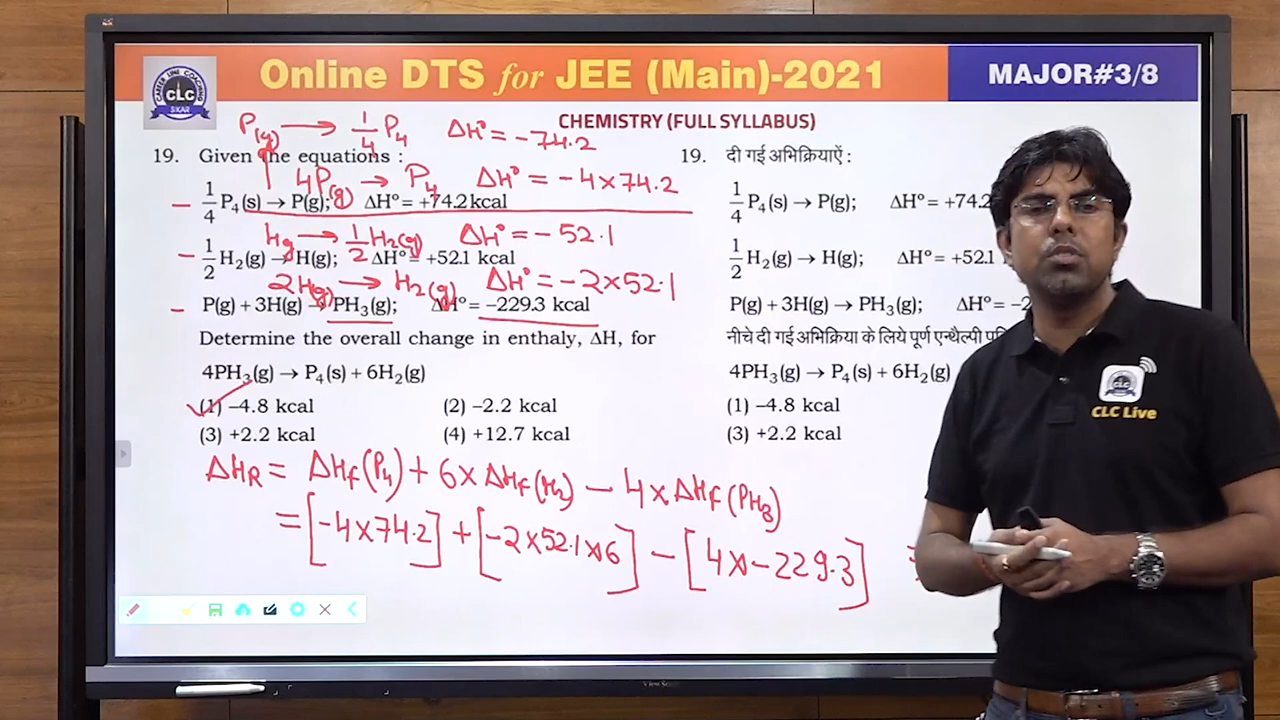 Online DTS for JEE (Main)-2021
MAJOR#3/8
CAREER LINE COACHING
CLC
SIKAR
CHEMISTRY (FULL SYLLABUS)
P(g) → 1/4 P₄ ΔH° = -74.2
19. Given the equations :
4P(g) → P₄ ΔH° = -4×74.2
1/4 P₄(s) → P(g); ΔH° = +74.2 kcal
Hg → 1/2 H₂(g) ΔH° = -52.1
1/2 H₂(g) → H(g); ΔH° = +52.1 kcal
2H(g) → H₂(g) ΔH° = -2×52.1
P(g) + 3H(g) → PH₃(g); ΔH° = –229.3 kcal
Determine the overall change in enthaly, ΔH, for
4PH₃(g) → P₄(s) + 6H₂(g)
(1) –4.8 kcal (2) –2.2 kcal
(3) +2.2 kcal (4) +12.7 kcal
ΔHR = ΔHf(P₄) + 6×ΔHf(H₂) - 4×ΔHf(PH₃)
= [-4×74.2] + [-2×52.1×6] - [4×-229.3]
19. दी गई अभिक्रियाएँ :
1/4 P₄(s) → P(g); ΔH° = +74.2
1/2 H₂(g) → H(g); ΔH° = +52.1
P(g) + 3H(g) → PH₃(g); ΔH° = –2
नीचे दी गई अभिक्रिया के लिये पूर्ण एन्थैल्पी
4PH₃(g) → P₄(s) + 6H₂(g)
(1) –4.8 kcal
(3) +2.2 kcal
CLC
CLC Live
ViewSonic